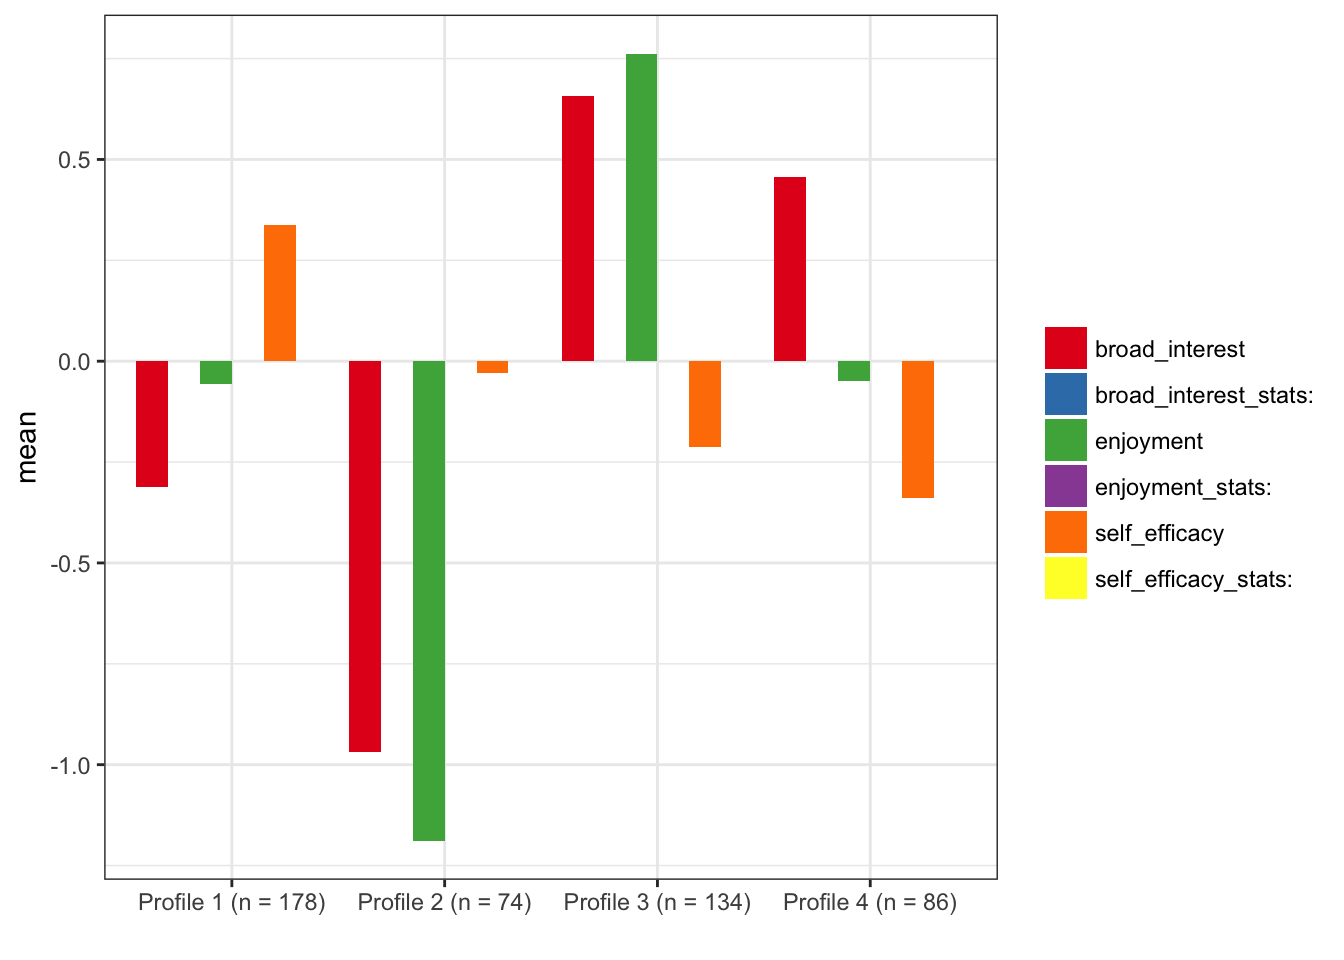 mean
0.5
0.0
-0.5
-1.0
Profile 1 (n = 178)
Profile 2 (n = 74)
Profile 3 (n = 134)
Profile 4 (n = 86)
broad_interest
broad_interest_stats:
enjoyment
enjoyment_stats:
self_efficacy
self_efficacy_stats: